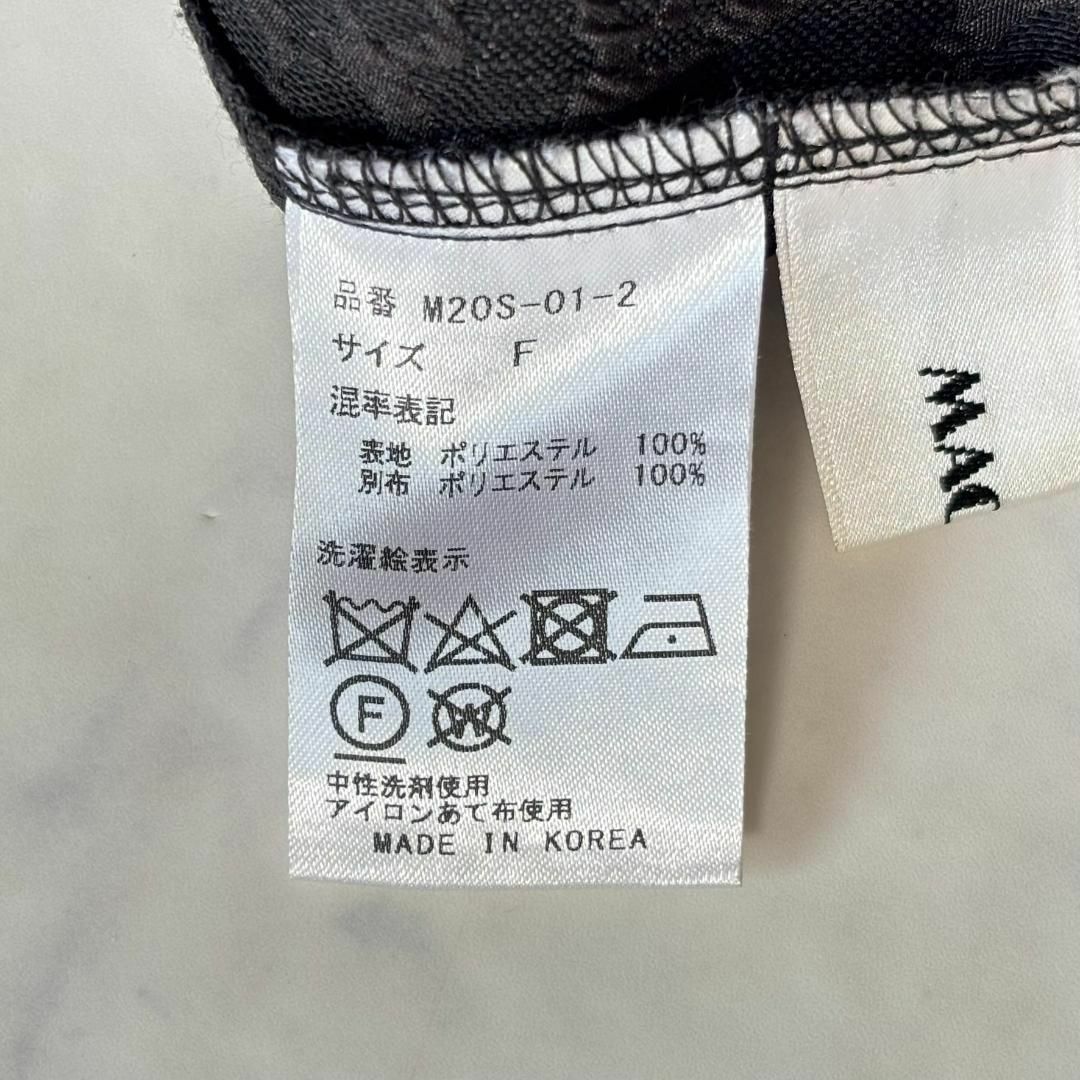 品番 M20S-01-2
サイズ F
混率表記
表地 ポリエステル 100%
別布 ポリエステル 100%
洗濯絵表示
F
W
中性洗剤使用
アイロンあて布使用
MADE IN KOREA